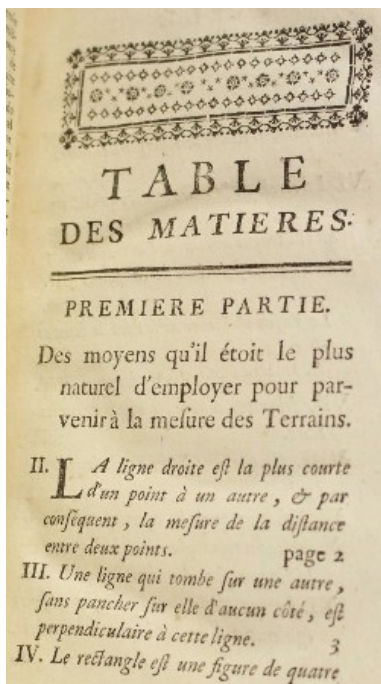 TABLE
DES MATIERES.
PREMIERE PARTIE.
Des moyens qu'il étoit le plus
naturel d'employer pour par-
venir à la meſure des Terrains.
II. LA ligne droite eſt la plus courte
d'un point à un autre, & par
conſéquent, la meſure de la diſtance
entre deux points. page 2
III. Une ligne qui tombe ſur une autre,
ſans pancher ſur elle d'aucun côté, eſt
perpendiculaire à cette ligne. 3
IV. Le rectangle eſt une figure de quatre